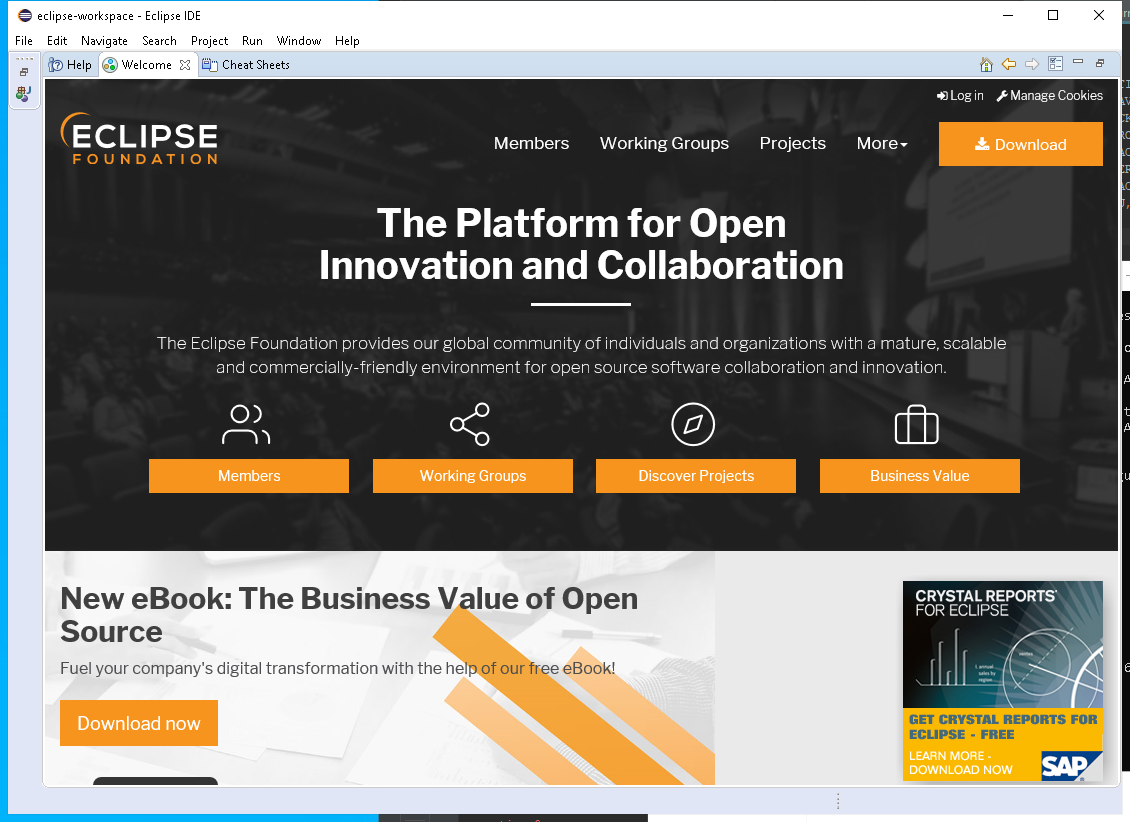 eclipse-workspace - Eclipse IDE
File Edit Navigate Search Project Run Window Help
Help Welcome Cheat Sheets
Log in Manage Cookies
ECLIPSE
FOUNDATION
Members Working Groups Projects More Download
The Platform for Open
Innovation and Collaboration
The Eclipse Foundation provides our global community of individuals and organizations with a mature, scalable
and commercially-friendly environment for open source software collaboration and innovation.
Members Working Groups Discover Projects Business Value
New eBook: The Business Value of Open
Source
Fuel your company's digital transformation with the help of our free eBook!
Download now
CRYSTAL REPORTS
FOR ECLIPSE
GET CRYSTAL REPORTS FOR
ECLIPSE - FREE
LEARN MORE -
DOWNLOAD NOW
SAP